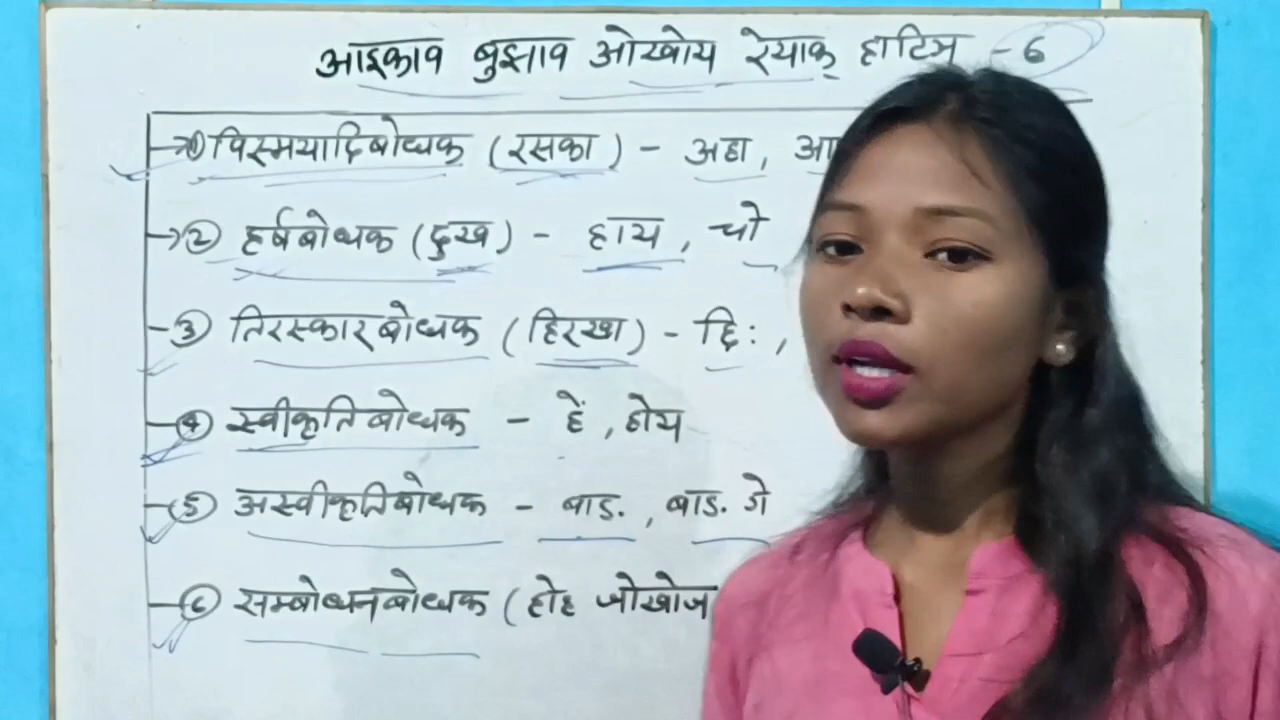 आइकाव बुझाव ओखोय रेयाक् हाटिञ - 6
→① विस्मयादिबोधक (रसका) - अहा,
→② हर्षबोधक (दुख) - हाय, चो
③ तिरस्कारबोधक (हिरखा) - दि:,
④ स्वीकृतिबोधक - हें, होय
⑤ अस्वीकृतिबोधक - बाड., बाड. गे
⑥ सम्बोधनबोधक (होह जोखोज